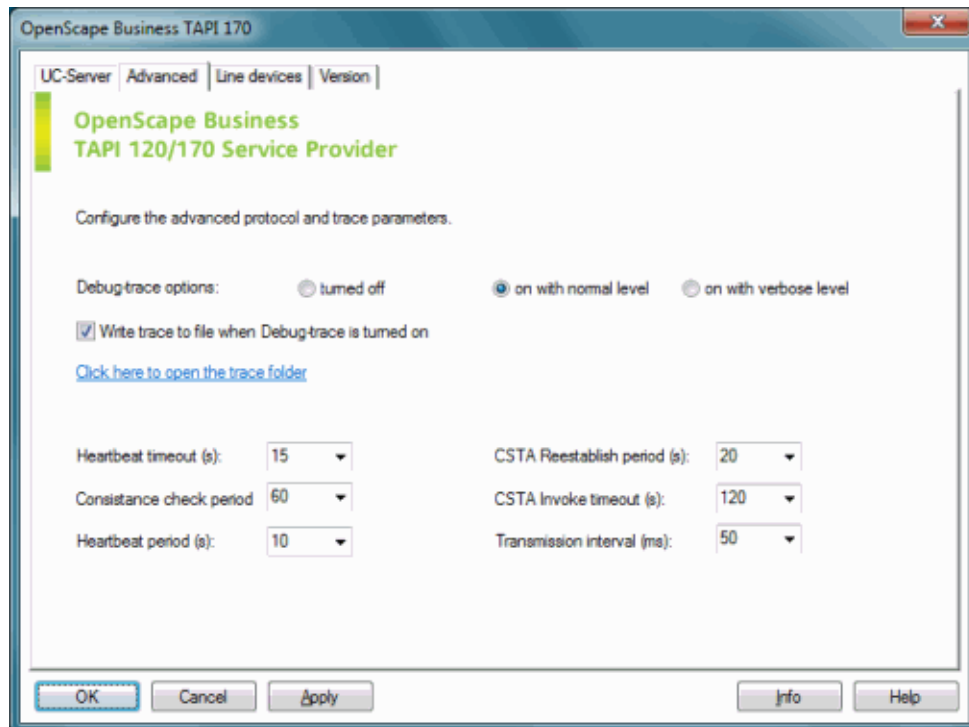 OpenScape Business TAPI 170
UC-Server Advanced Line devices Version
OpenScape Business
TAPI 120/170 Service Provider
Configure the advanced protocol and trace parameters.
Debug-trace options: turned off on with normal level on with verbose level
Write trace to file when Debug-trace is turned on
Click here to open the trace folder
Heartbeat timeout (s): 15 CSTA Reestablish period (s): 20
Consistance check period 60 CSTA Invoke timeout (s): 120
Heartbeat period (s): 10 Transmission interval (ms): 50
OK Cancel Apply Info Help